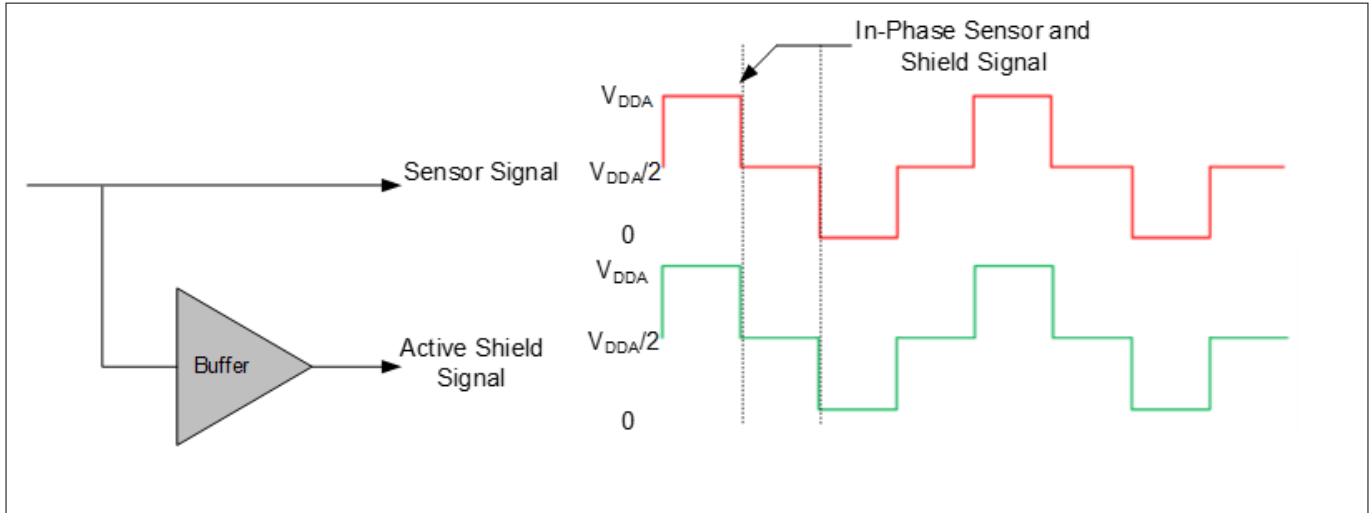 In-Phase Sensor and
Shield Signal
VDDA
Sensor Signal
VDDA/2
0
VDDA
Buffer
Active Shield
Signal
VDDA/2
0